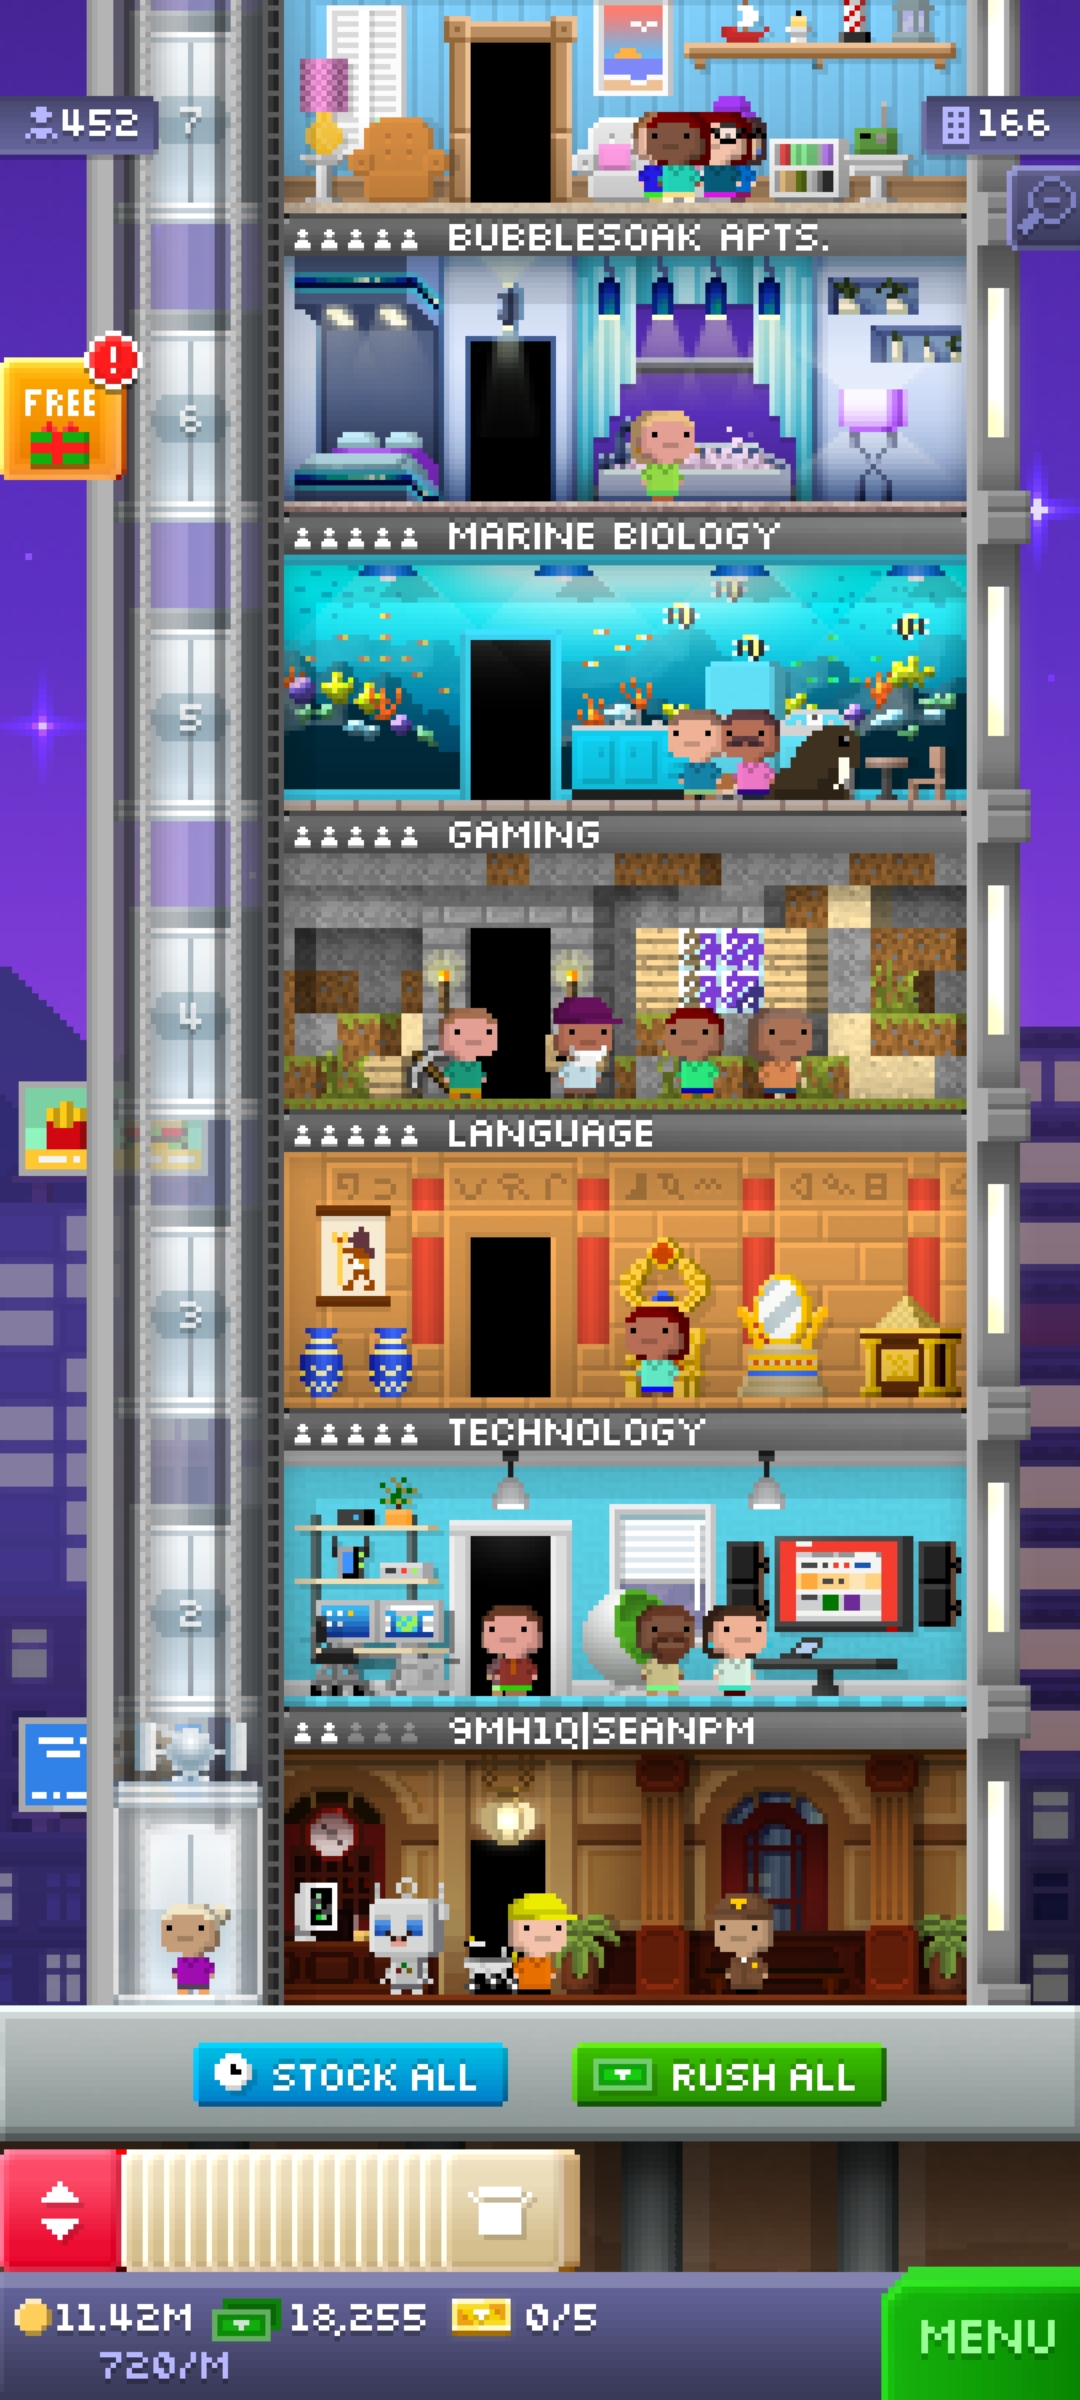 452
7
166
BUBBLESOAK APTS.
FREE
!
6
MARINE BIOLOGY
5
GAMING
4
LANGUAGE
3
TECHNOLOGY
2
9MH1Q|SEANPM
STOCK ALL
RUSH ALL
11.42M 18,255 0/5
720/M
MENU